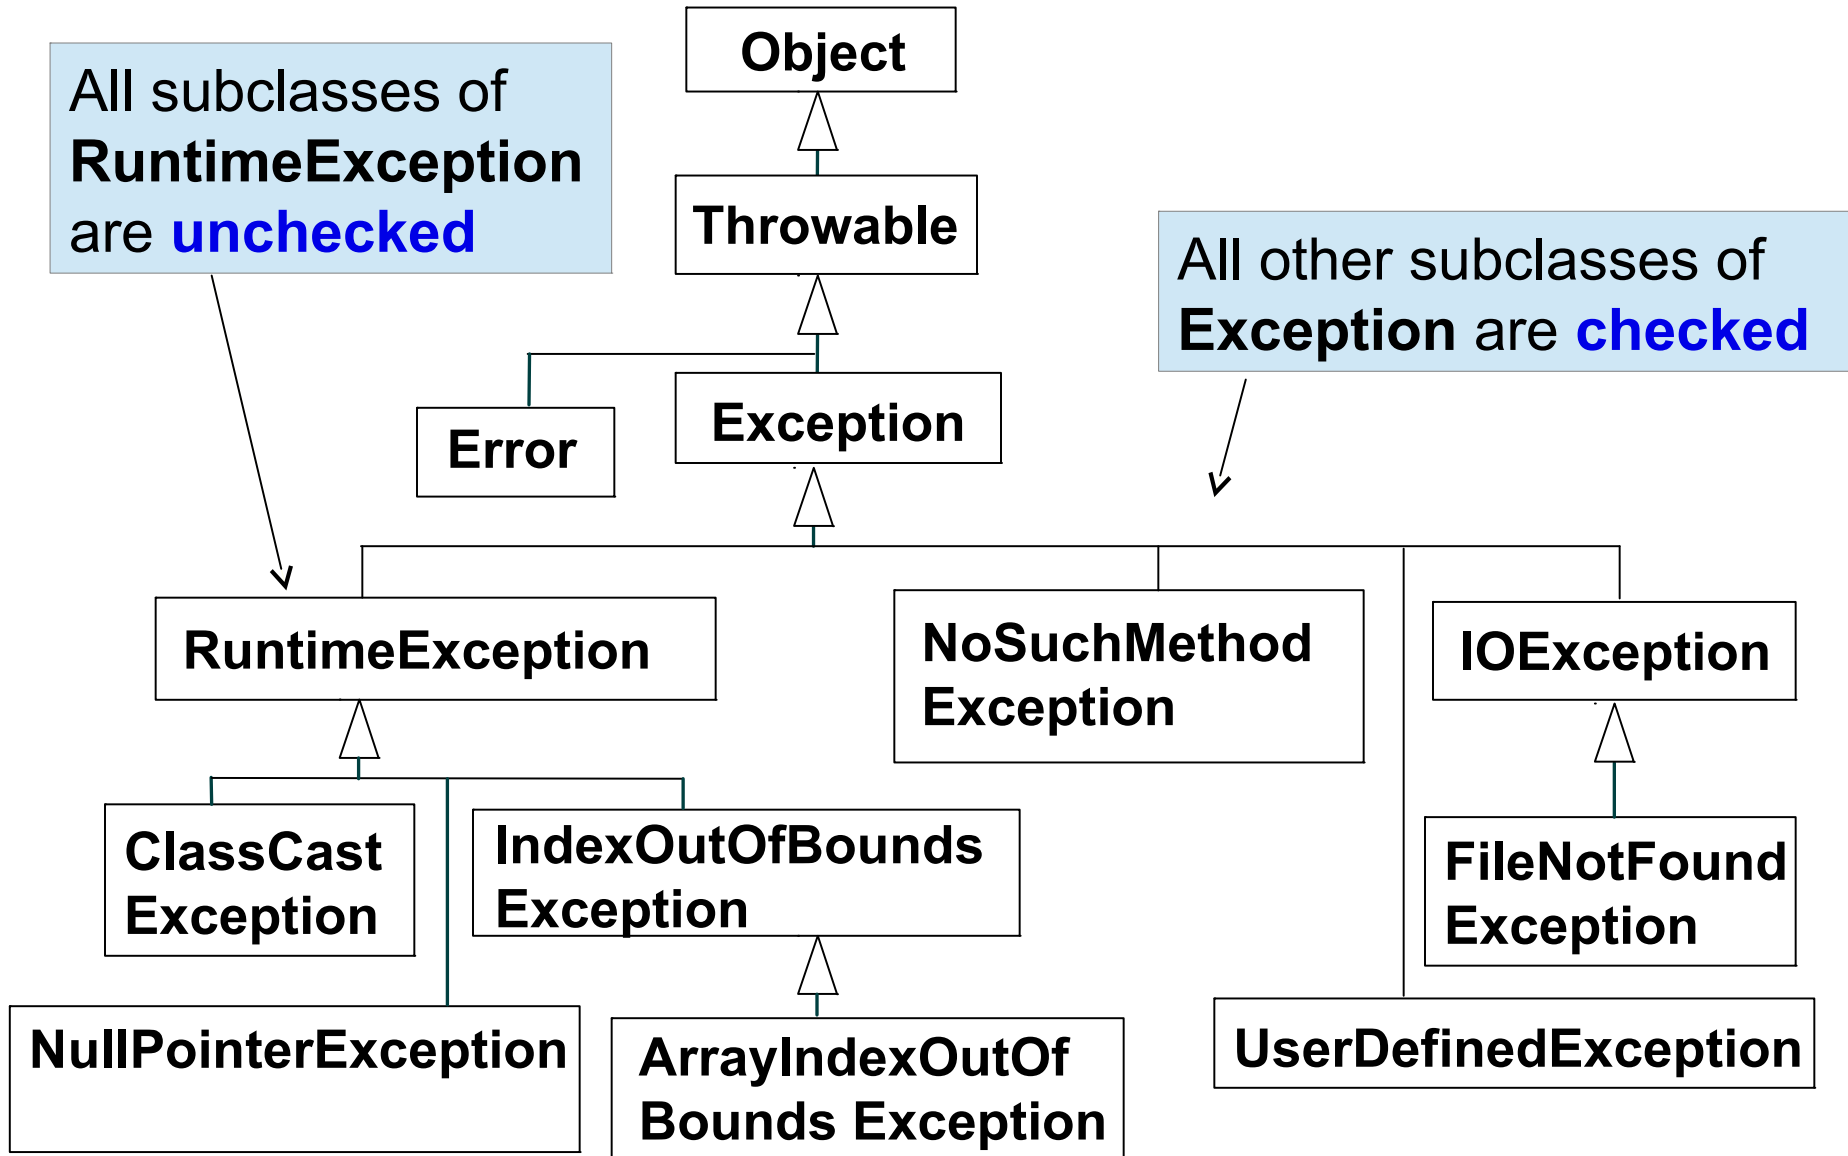 Object
All subclasses of
RuntimeException
are unchecked
Throwable
All other subclasses of
Exception are checked
Error
Exception
RuntimeException
NoSuchMethod
Exception
IOException
ClassCast
Exception
IndexOutOfBounds
Exception
FileNotFound
Exception
NullPointerException
ArrayIndexOutOf
Bounds Exception
UserDefinedException